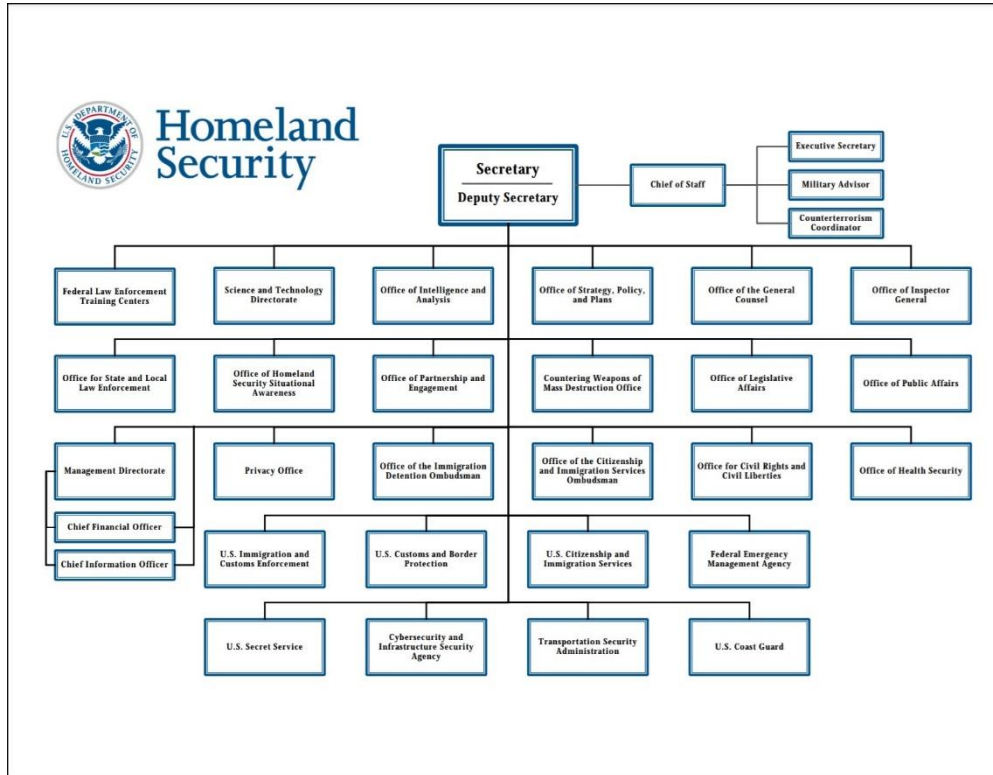 U.S. DEPARTMENT OF
HOMELAND SECURITY
Homeland
Security
Secretary
Deputy Secretary
Chief of Staff
Executive Secretary
Military Advisor
Counterterrorism
Coordinator
Federal Law Enforcement
Training Centers
Science and Technology
Directorate
Office of Intelligence and
Analysis
Office of Strategy, Policy,
and Plans
Office of the General
Counsel
Office of Inspector
General
Office for State and Local
Law Enforcement
Office of Homeland
Security Situational
Awareness
Office of Partnership and
Engagement
Countering Weapons of
Mass Destruction Office
Office of Legislative
Affairs
Office of Public Affairs
Management Directorate
Chief Financial Officer
Chief Information Officer
Privacy Office
Office of the Immigration
Detention Ombudsman
Office of the Citizenship
and Immigration Services
Ombudsman
Office for Civil Rights and
Civil Liberties
Office of Health Security
U.S. Immigration and
Customs Enforcement
U.S. Customs and Border
Protection
U.S. Citizenship and
Immigration Services
Federal Emergency
Management Agency
U.S. Secret Service
Cybersecurity and
Infrastructure Security
Agency
Transportation Security
Administration
U.S. Coast Guard